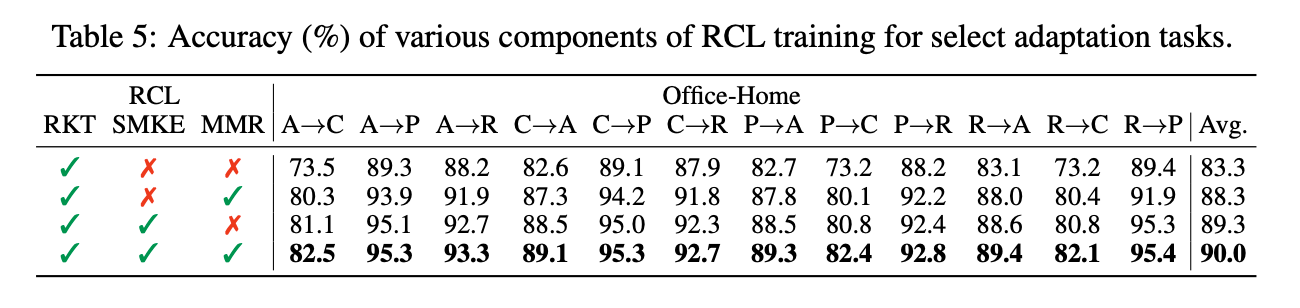 Table 5: Accuracy (%) of various components of RCL training for select adaptation tasks.
RCL Office-Home
RKT SMKE MMR A→C A→P A→R C→A C→P C→R P→A P→C P→R R→A R→C R→P Avg.
✓ ✗ ✗ 73.5 89.3 88.2 82.6 89.1 87.9 82.7 73.2 88.2 83.1 73.2 89.4 83.3
✓ ✗ ✓ 80.3 93.9 91.9 87.3 94.2 91.8 87.8 80.1 92.2 88.0 80.4 91.9 88.3
✓ ✓ ✗ 81.1 95.1 92.7 88.5 95.0 92.3 88.5 80.8 92.4 88.6 80.8 95.3 89.3
✓ ✓ ✓ 82.5 95.3 93.3 89.1 95.3 92.7 89.3 82.4 92.8 89.4 82.1 95.4 90.0